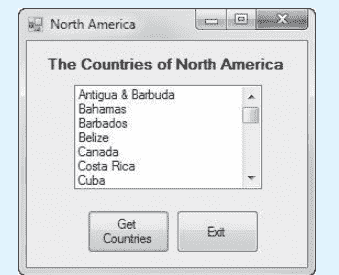 North America
The Countries of North America
Antigua & Barbuda
Bahamas
Barbados
Belize
Canada
Costa Rica
Cuba
Get
Countries
Exit